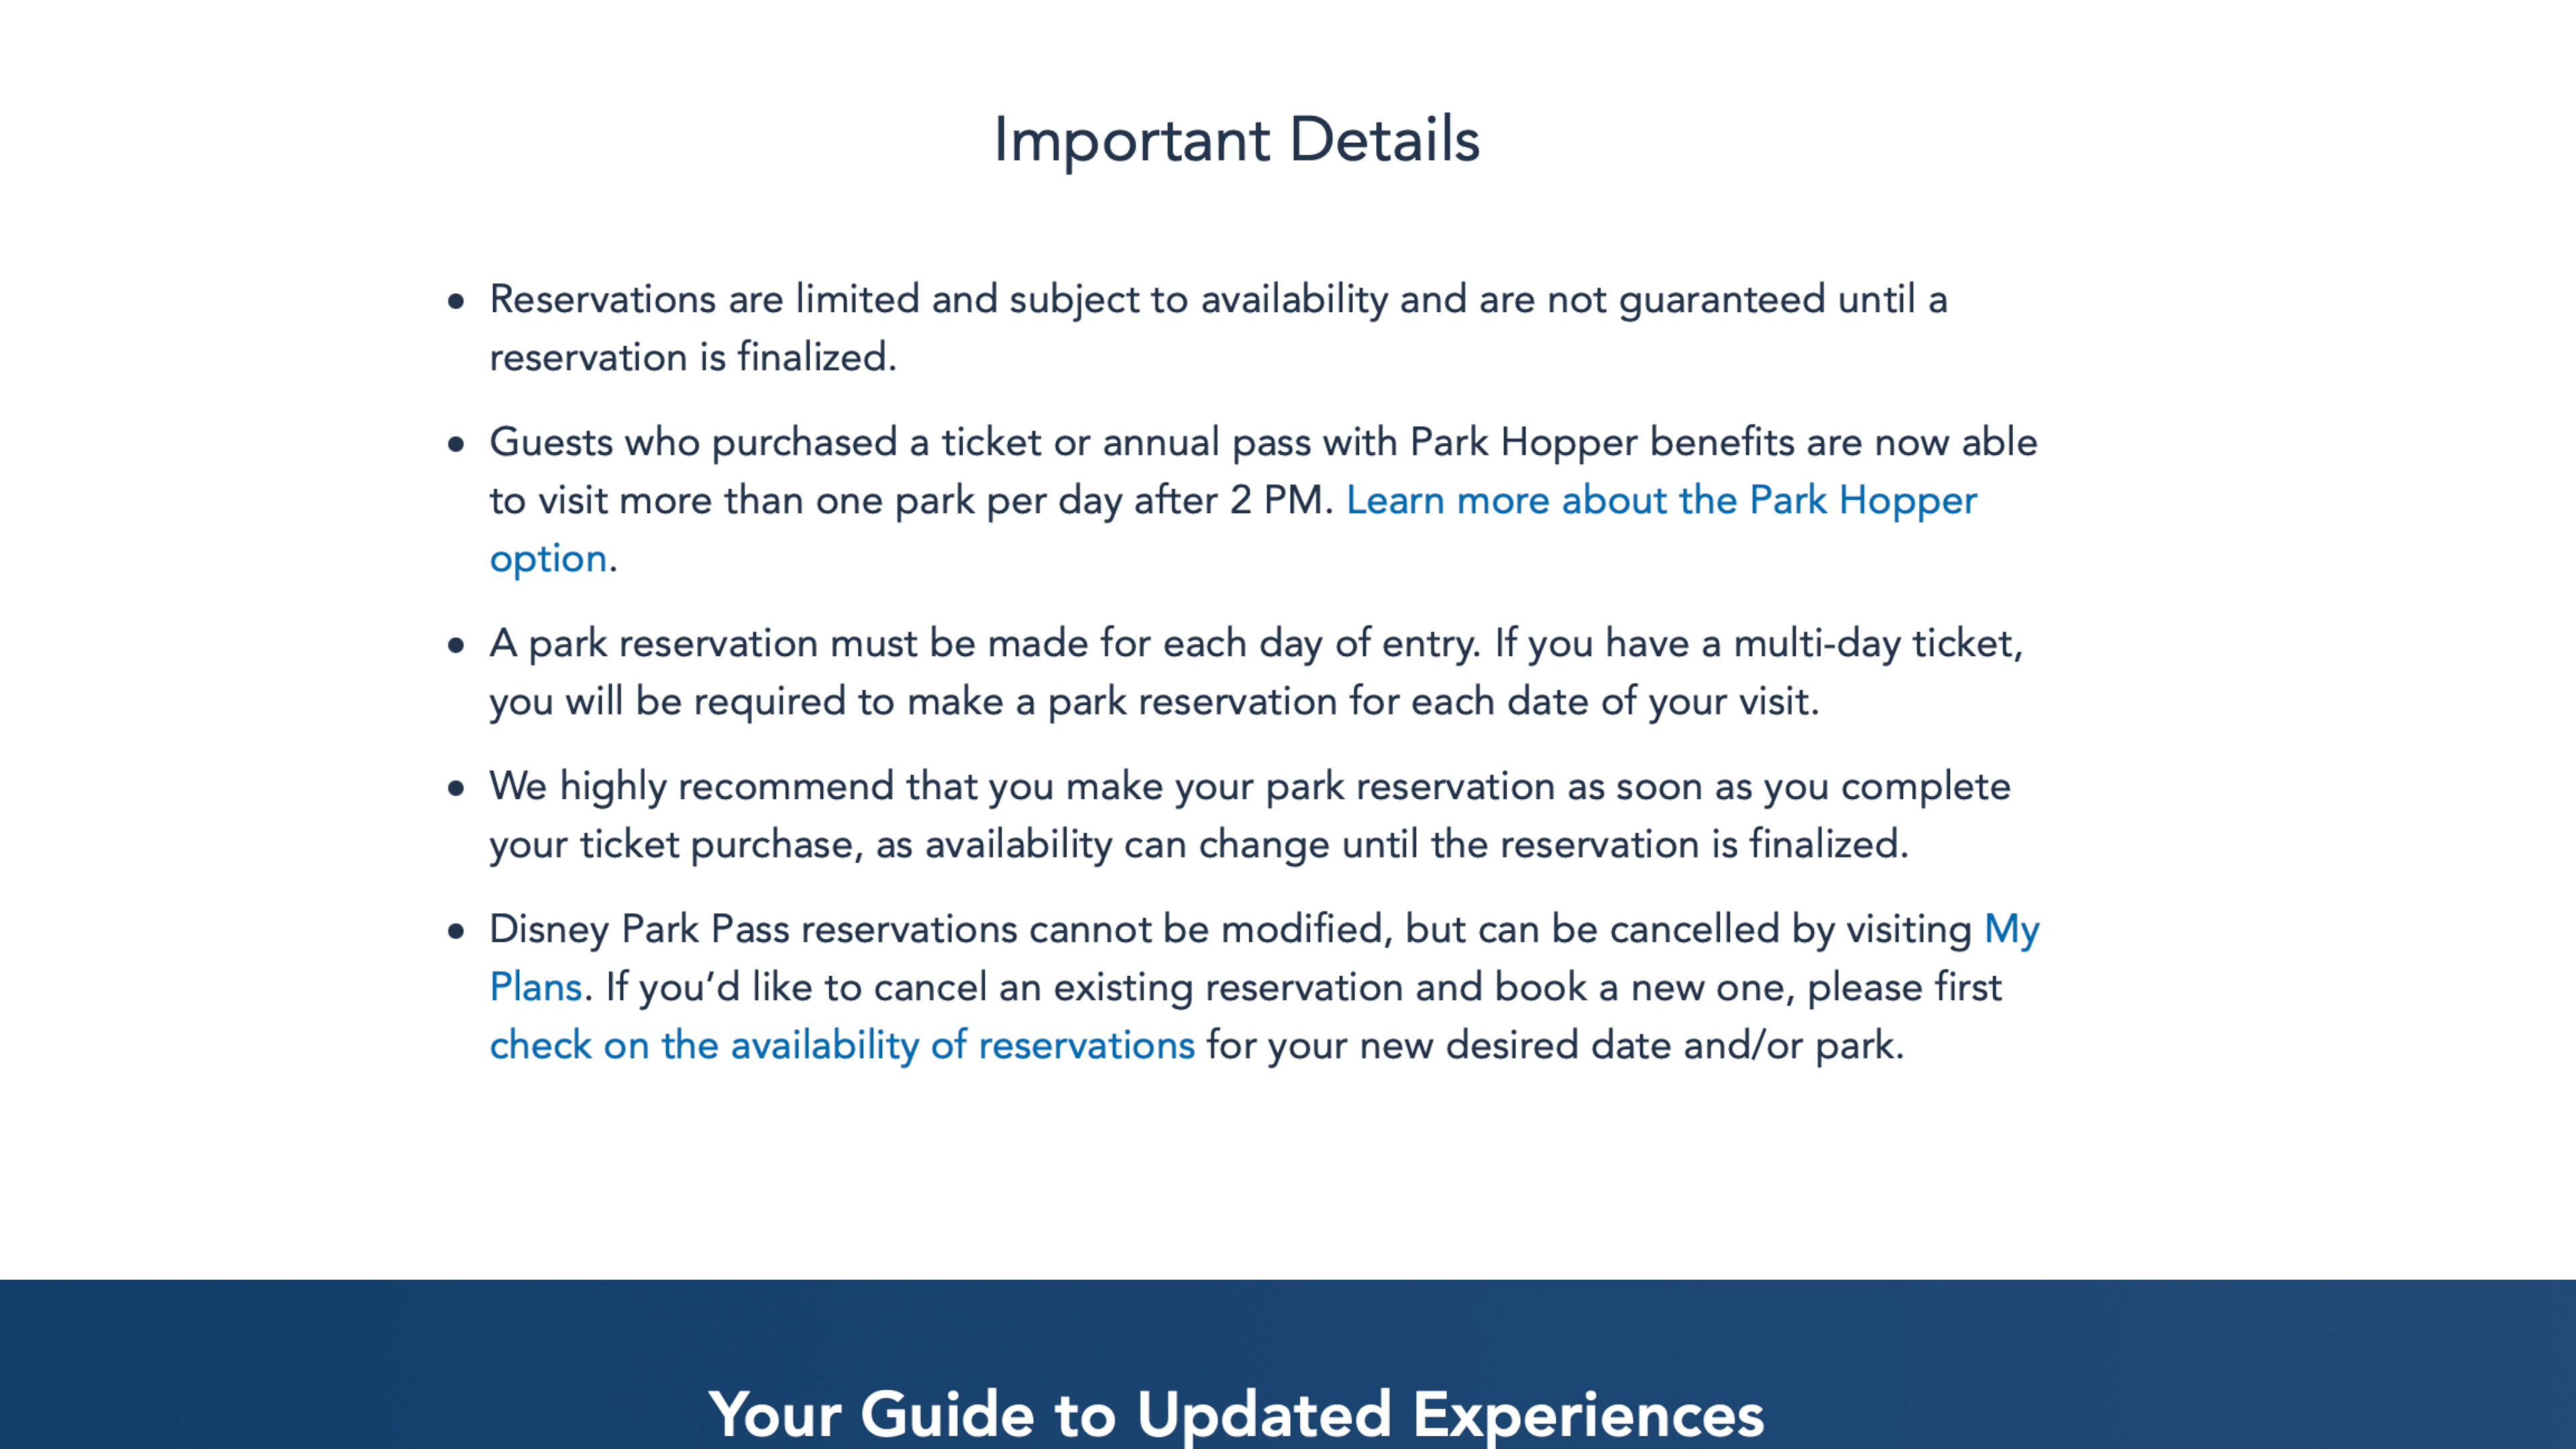 Important Details
• Reservations are limited and subject to availability and are not guaranteed until a
reservation is finalized.
• Guests who purchased a ticket or annual pass with Park Hopper benefits are now able
to visit more than one park per day after 2 PM. Learn more about the Park Hopper
option.
• A park reservation must be made for each day of entry. If you have a multi-day ticket,
you will be required to make a park reservation for each date of your visit.
• We highly recommend that you make your park reservation as soon as you complete
your ticket purchase, as availability can change until the reservation is finalized.
• Disney Park Pass reservations cannot be modified, but can be cancelled by visiting My
Plans. If you’d like to cancel an existing reservation and book a new one, please first
check on the availability of reservations for your new desired date and/or park.
Your Guide to Updated Experiences